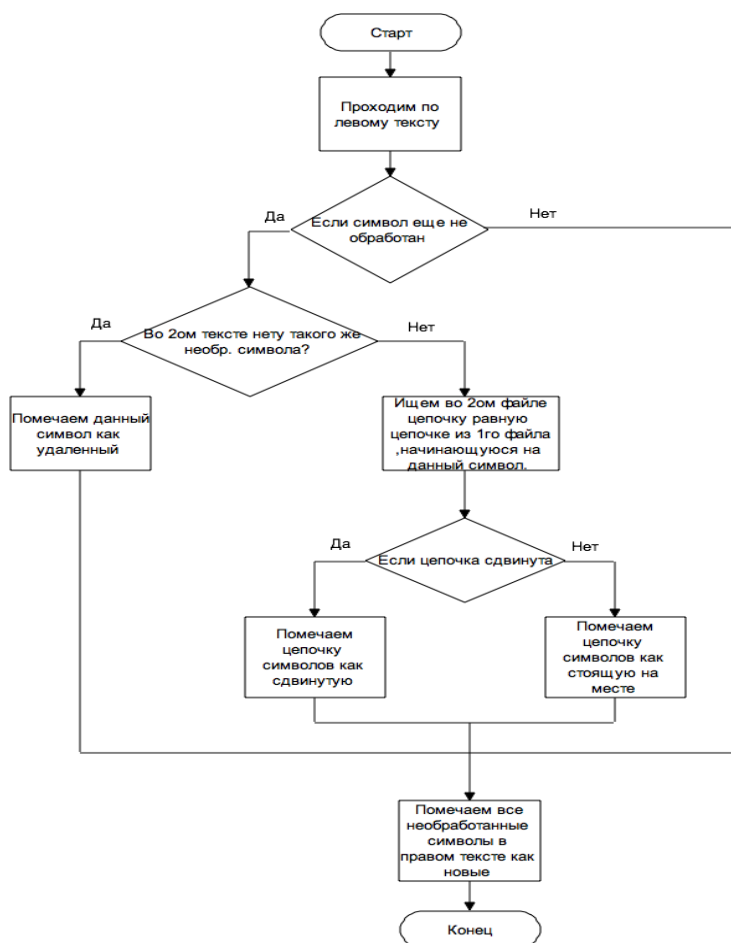 Старт
Проходим по
левому тексту
Если символ еще не
обработан
Да
Нет
Во 2ом тексте нету такого же
необр. символа?
Да
Нет
Помечаем данный
символ как
удаленный
Ищем во 2ом файле
цепочку равную
цепочке из 1го файла
,начинающуюся на
данный символ.
Если цепочка сдвинута
Да
Нет
Помечаем
цепочку
символов как
сдвинутую
Помечаем
цепочку
символов как
стоящую на
месте
Помечаем все
необработанные
символы в
правом тексте как
новые
Конец